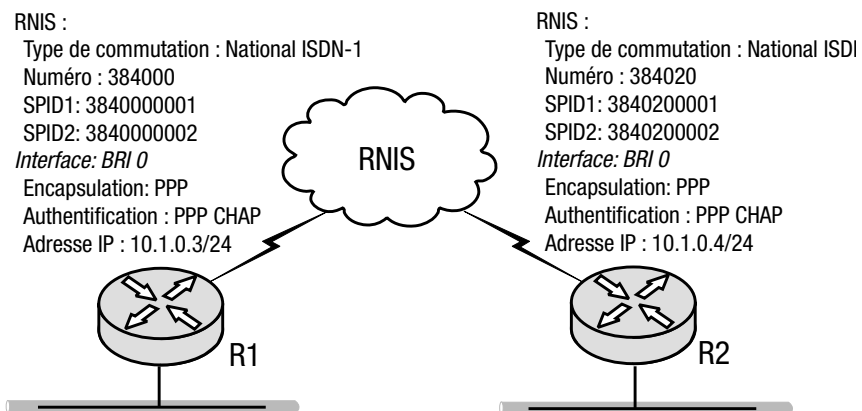 RNIS :
Type de commutation : National ISDN-1
Numéro : 384000
SPID1: 3840000001
SPID2: 3840000002
Interface: BRI 0
Encapsulation: PPP
Authentification : PPP CHAP
Adresse IP : 10.1.0.3/24
RNIS :
Type de commutation : National
Numéro : 384020
SPID1: 3840200001
SPID2: 3840200002
Interface: BRI 0
Encapsulation: PPP
Authentification : PPP CHAP
Adresse IP : 10.1.0.4/24
RNIS
R1
R2